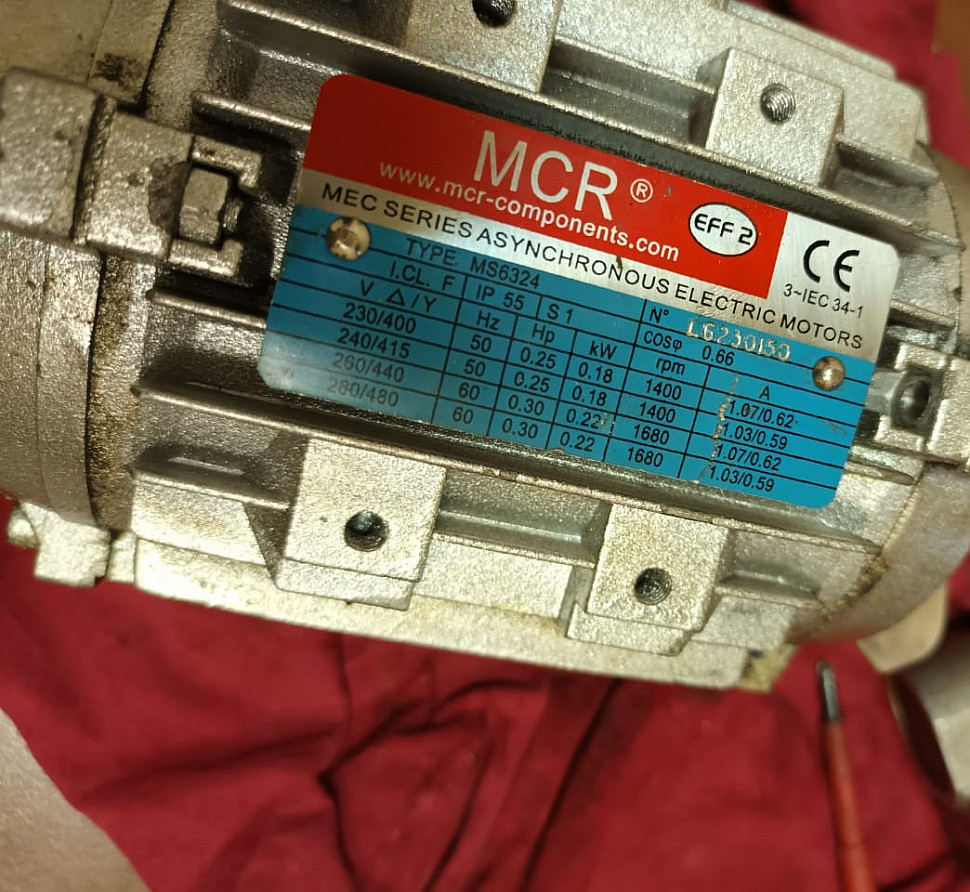 MCR®
www.mcr-components.com
EFF 2
CE
3~IEC 34-1
MEC SERIES ASYNCHRONOUS ELECTRIC MOTORS
TYPE MS6324
N° L6230150
I.CL. F IP 55 S 1 COSφ 0.66
V Δ/Y Hz Hp kW rpm A
230/400 50 0.25 0.18 1400 1.07/0.62
240/415 50 0.25 0.18 1400 1.03/0.59
260/440 60 0.30 0.22 1680 1.07/0.62
280/480 60 0.30 0.22 1680 1.03/0.59